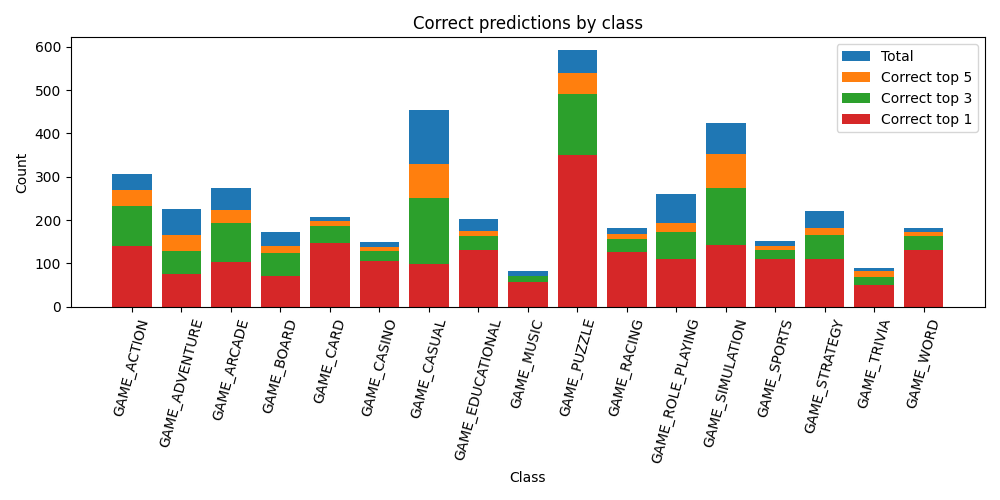 Correct predictions by class
Total
Correct top 5
Correct top 3
Correct top 1
Count
600
500
400
300
200
100
0
GAME_ACTION
GAME_ADVENTURE
GAME_ARCADE
GAME_BOARD
GAME_CARD
GAME_CASINO
GAME_CASUAL
GAME_EDUCATIONAL
GAME_MUSIC
GAME_PUZZLE
GAME_RACING
GAME_ROLE_PLAYING
GAME_SIMULATION
GAME_SPORTS
GAME_STRATEGY
GAME_TRIVIA
GAME_WORD
Class